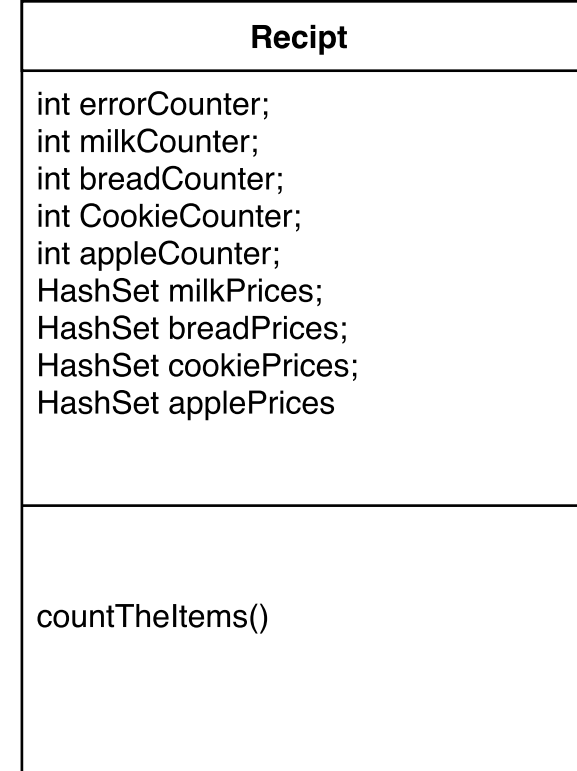 Recipt
int errorCounter;
int milkCounter;
int breadCounter;
int CookieCounter;
int appleCounter;
HashSet milkPrices;
HashSet breadPrices;
HashSet cookiePrices;
HashSet applePrices
countTheItems()